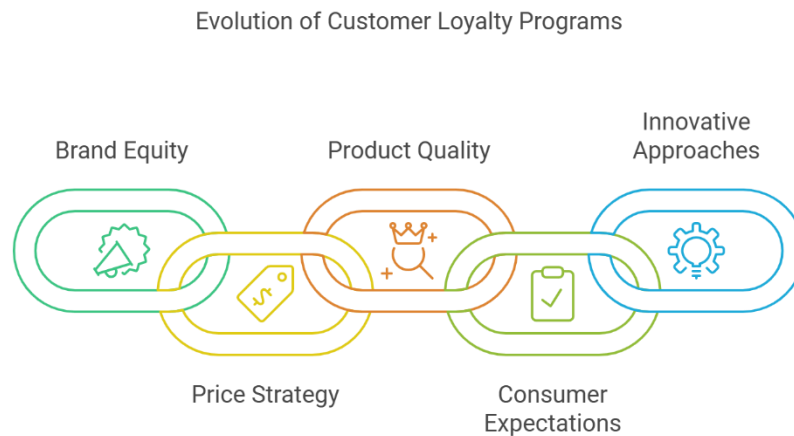 Evolution of Customer Loyalty Programs
Brand Equity
Product Quality
Innovative
Approaches
Price Strategy
Consumer
Expectations